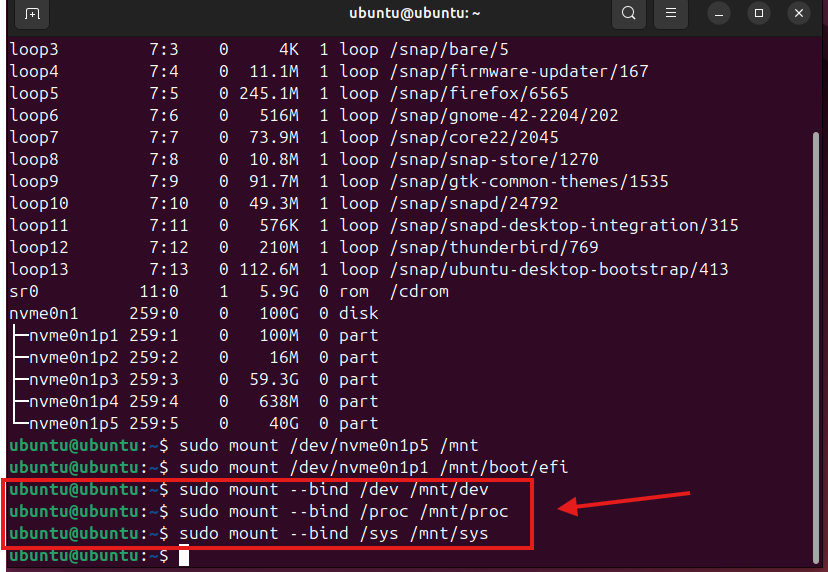 ubuntu@ubuntu: ~
loop3 7:3 0 4K 1 loop /snap/bare/5
loop4 7:4 0 11.1M 1 loop /snap/firmware-updater/167
loop5 7:5 0 245.1M 1 loop /snap/firefox/6565
loop6 7:6 0 516M 1 loop /snap/gnome-42-2204/202
loop7 7:7 0 73.9M 1 loop /snap/core22/2045
loop8 7:8 0 10.8M 1 loop /snap/snap-store/1270
loop9 7:9 0 91.7M 1 loop /snap/gtk-common-themes/1535
loop10 7:10 0 49.3M 1 loop /snap/snapd/24792
loop11 7:11 0 576K 1 loop /snap/snapd-desktop-integration/315
loop12 7:12 0 210M 1 loop /snap/thunderbird/769
loop13 7:13 0 112.6M 1 loop /snap/ubuntu-desktop-bootstrap/413
sr0 11:0 1 5.9G 0 rom /cdrom
nvme0n1 259:0 0 100G 0 disk
├─nvme0n1p1 259:1 0 100M 0 part
├─nvme0n1p2 259:2 0 16M 0 part
├─nvme0n1p3 259:3 0 59.3G 0 part
├─nvme0n1p4 259:4 0 638M 0 part
└─nvme0n1p5 259:5 0 40G 0 part
ubuntu@ubuntu:~$ sudo mount /dev/nvme0n1p5 /mnt
ubuntu@ubuntu:~$ sudo mount /dev/nvme0n1p1 /mnt/boot/efi
ubuntu@ubuntu:~$ sudo mount --bind /dev /mnt/dev
ubuntu@ubuntu:~$ sudo mount --bind /proc /mnt/proc
ubuntu@ubuntu:~$ sudo mount --bind /sys /mnt/sys
ubuntu@ubuntu:~$